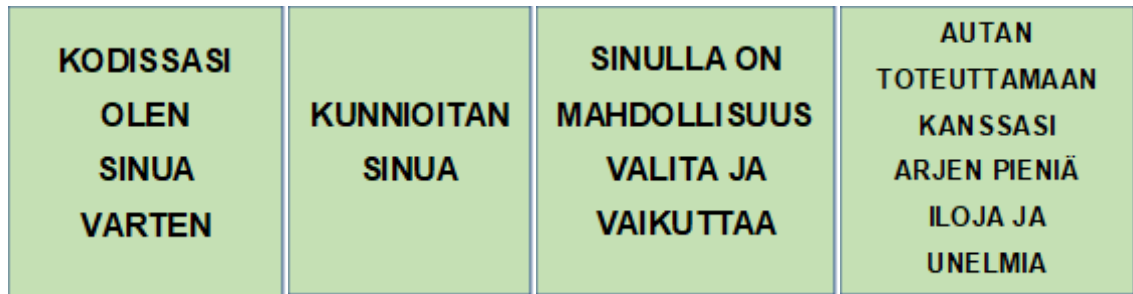 KODISSASI
OLEN
SINUA
VARTEN
KUNNIOITAN
SINUA
SINULLA ON
MAHDOLLISUUS
VALITA JA
VAIKUTTAA
AUTAN
TOTEUTTAMAAN
KANSSASI
ARJEN PIENIÄ
ILOJA JA
UNELMIA